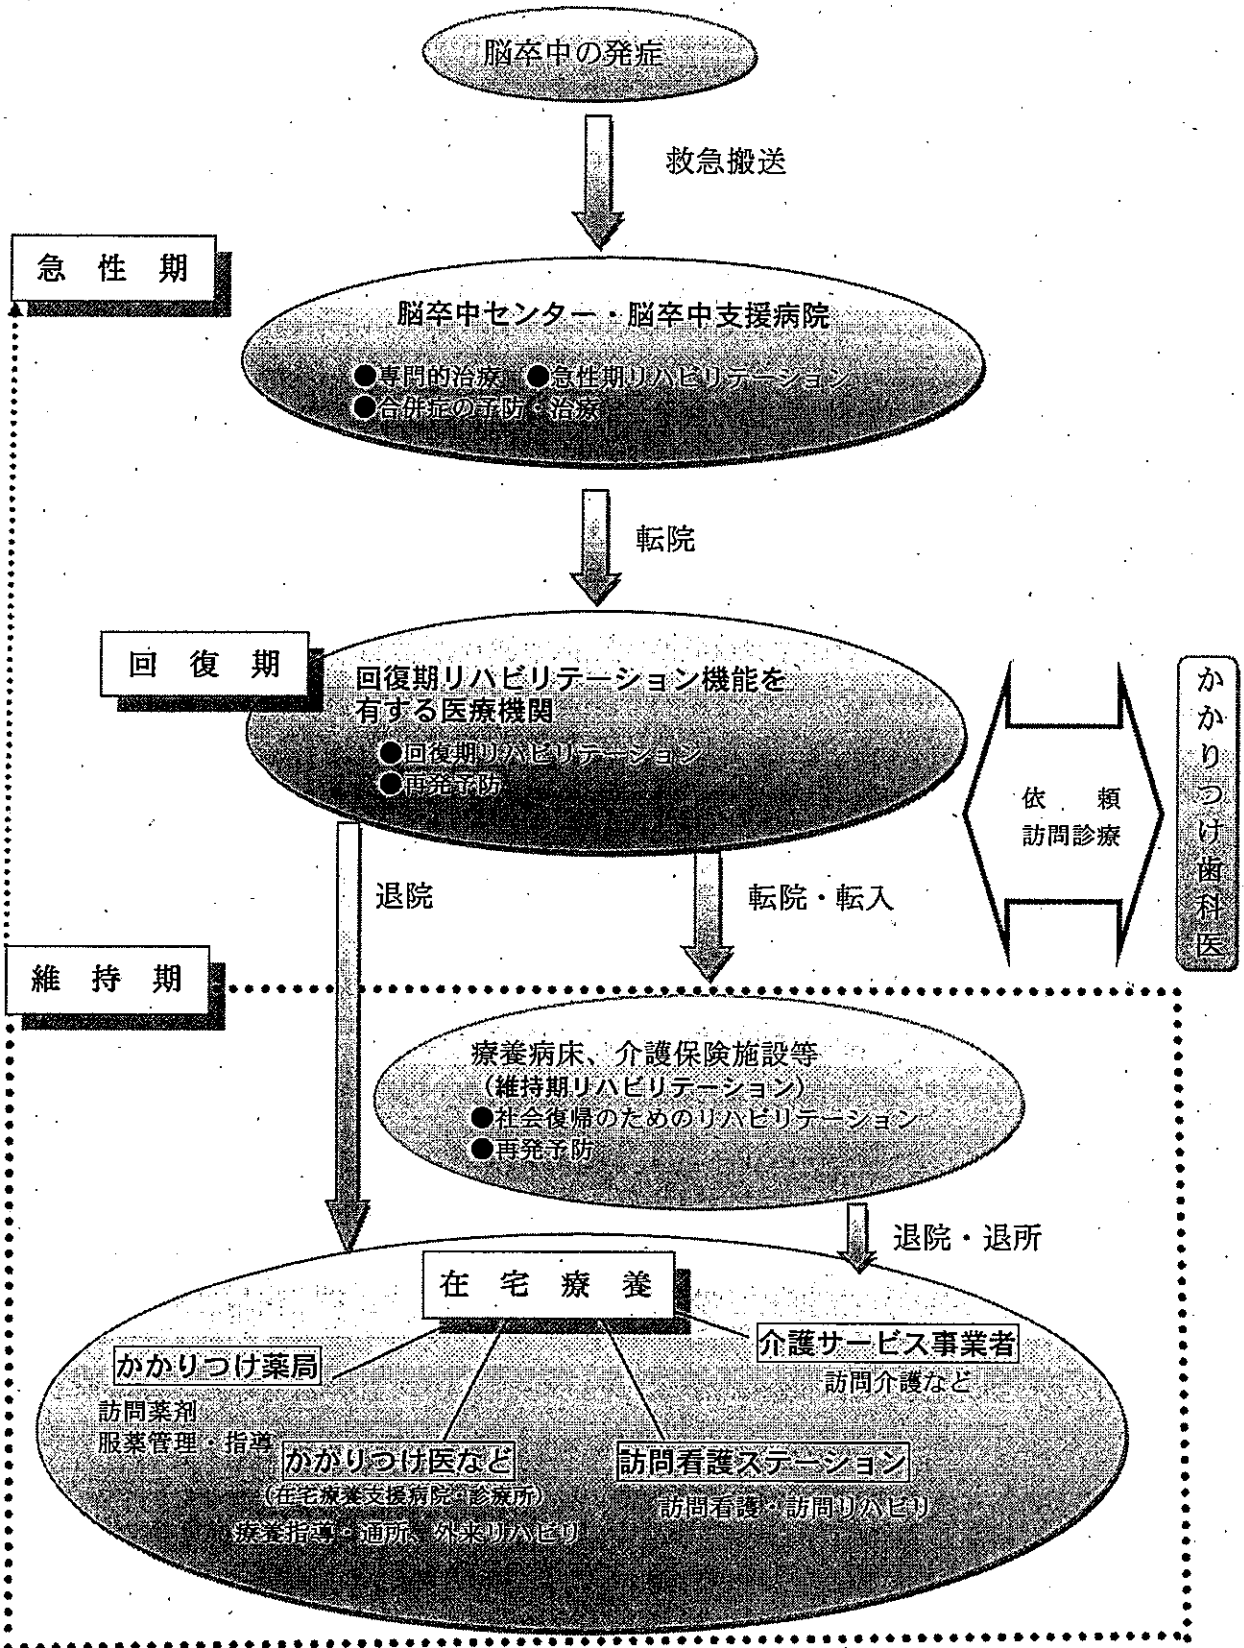 脳卒中の発症
救急搬送
急性期
脳卒中センター・脳卒中支援病院
●専門的治療 ●急性期リハビリテーション
●合併症の予防・治療
転院
回復期
回復期リハビリテーション機能を
有する医療機関
●回復期リハビリテーション
●再発予防
依頼
訪問診療
かかりつけ歯科医
退院
転院・転入
維持期
療養病床、介護保険施設等
（維持期リハビリテーション）
●社会復帰のためのリハビリテーション
●再発予防
退院・退所
在宅療養
介護サービス事業者
訪問介護など
かかりつけ薬局
訪問薬剤
服薬管理・指導
かがりつけ医など
（在宅療養支援病院・診療所）
療養指導・通所、外来リハビリ
訪問看護ステーション
訪問看護・訪問リハビリ